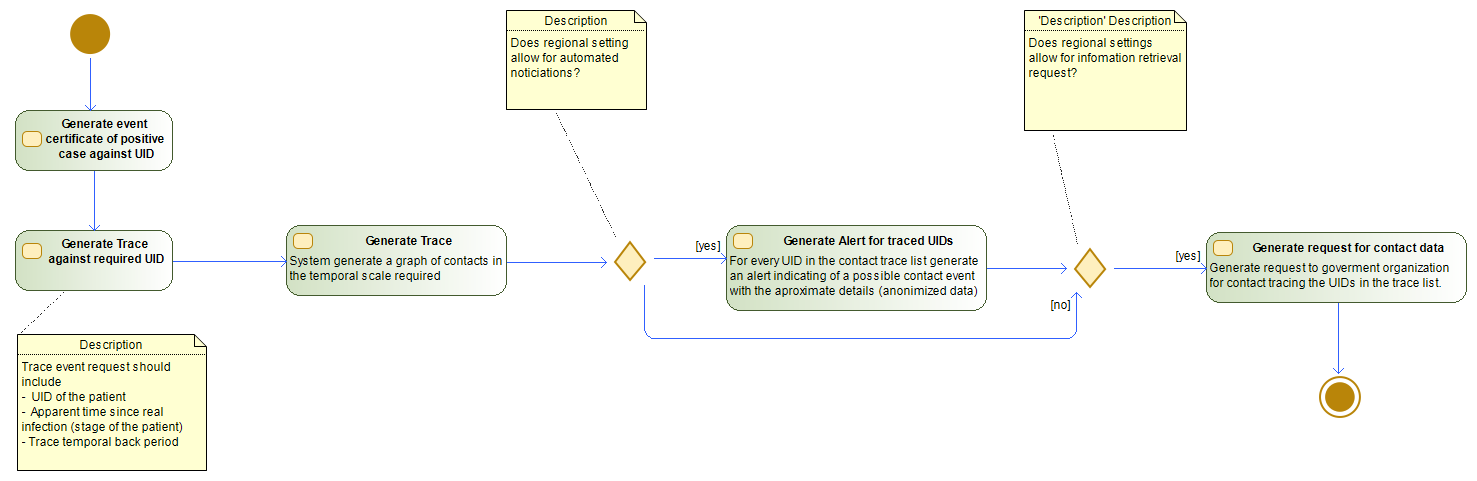 Generate event
certificate of positive
case against UID
Generate Trace
against required UID
Description
Trace event request should
include
- UID of the patient
- Apparent time since real
infection (stage of the patient)
- Trace temporal back period
Generate Trace
System generate a graph of contacts in
the temporal scale required
Description
Does regional setting
allow for automated
noticiations?
[yes]
Generate Alert for traced UIDs
For every UID in the contact trace list generate
an alert indicating of a possible contact event
with the aproximate details (anonimized data)
[no]
'Description' Description
Does regional settings
allow for infomation retrieval
request?
[yes]
Generate request for contact data
Generate request to goverment organization
for contact tracing the UIDs in the trace list.